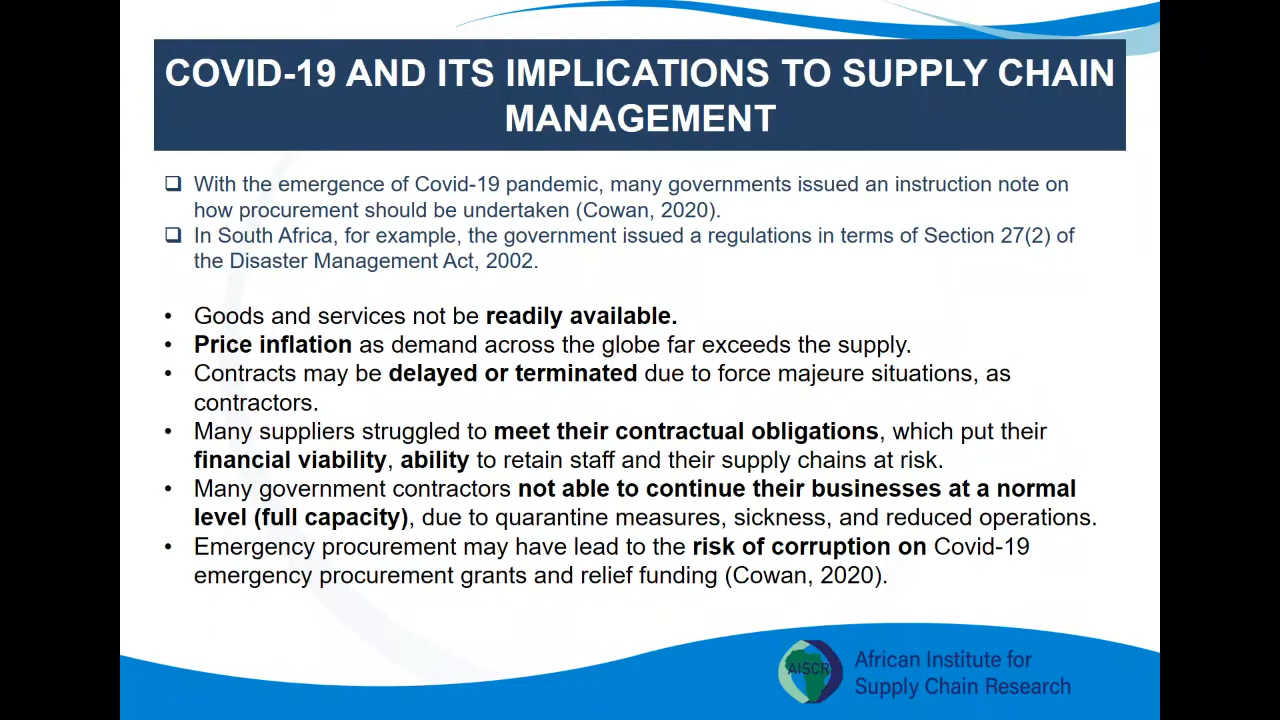 COVID-19 AND ITS IMPLICATIONS TO SUPPLY CHAIN
MANAGEMENT
❑ With the emergence of Covid-19 pandemic, many governments issued an instruction note on
how procurement should be undertaken (Cowan, 2020).
❑ In South Africa, for example, the government issued a regulations in terms of Section 27(2) of
the Disaster Management Act, 2002.
• Goods and services not be readily available.
• Price inflation as demand across the globe far exceeds the supply.
• Contracts may be delayed or terminated due to force majeure situations, as
contractors.
• Many suppliers struggled to meet their contractual obligations, which put their
financial viability, ability to retain staff and their supply chains at risk.
• Many government contractors not able to continue their businesses at a normal
level (full capacity), due to quarantine measures, sickness, and reduced operations.
• Emergency procurement may have lead to the risk of corruption on Covid-19
emergency procurement grants and relief funding (Cowan, 2020).
AISCR
African Institute for
Supply Chain Research